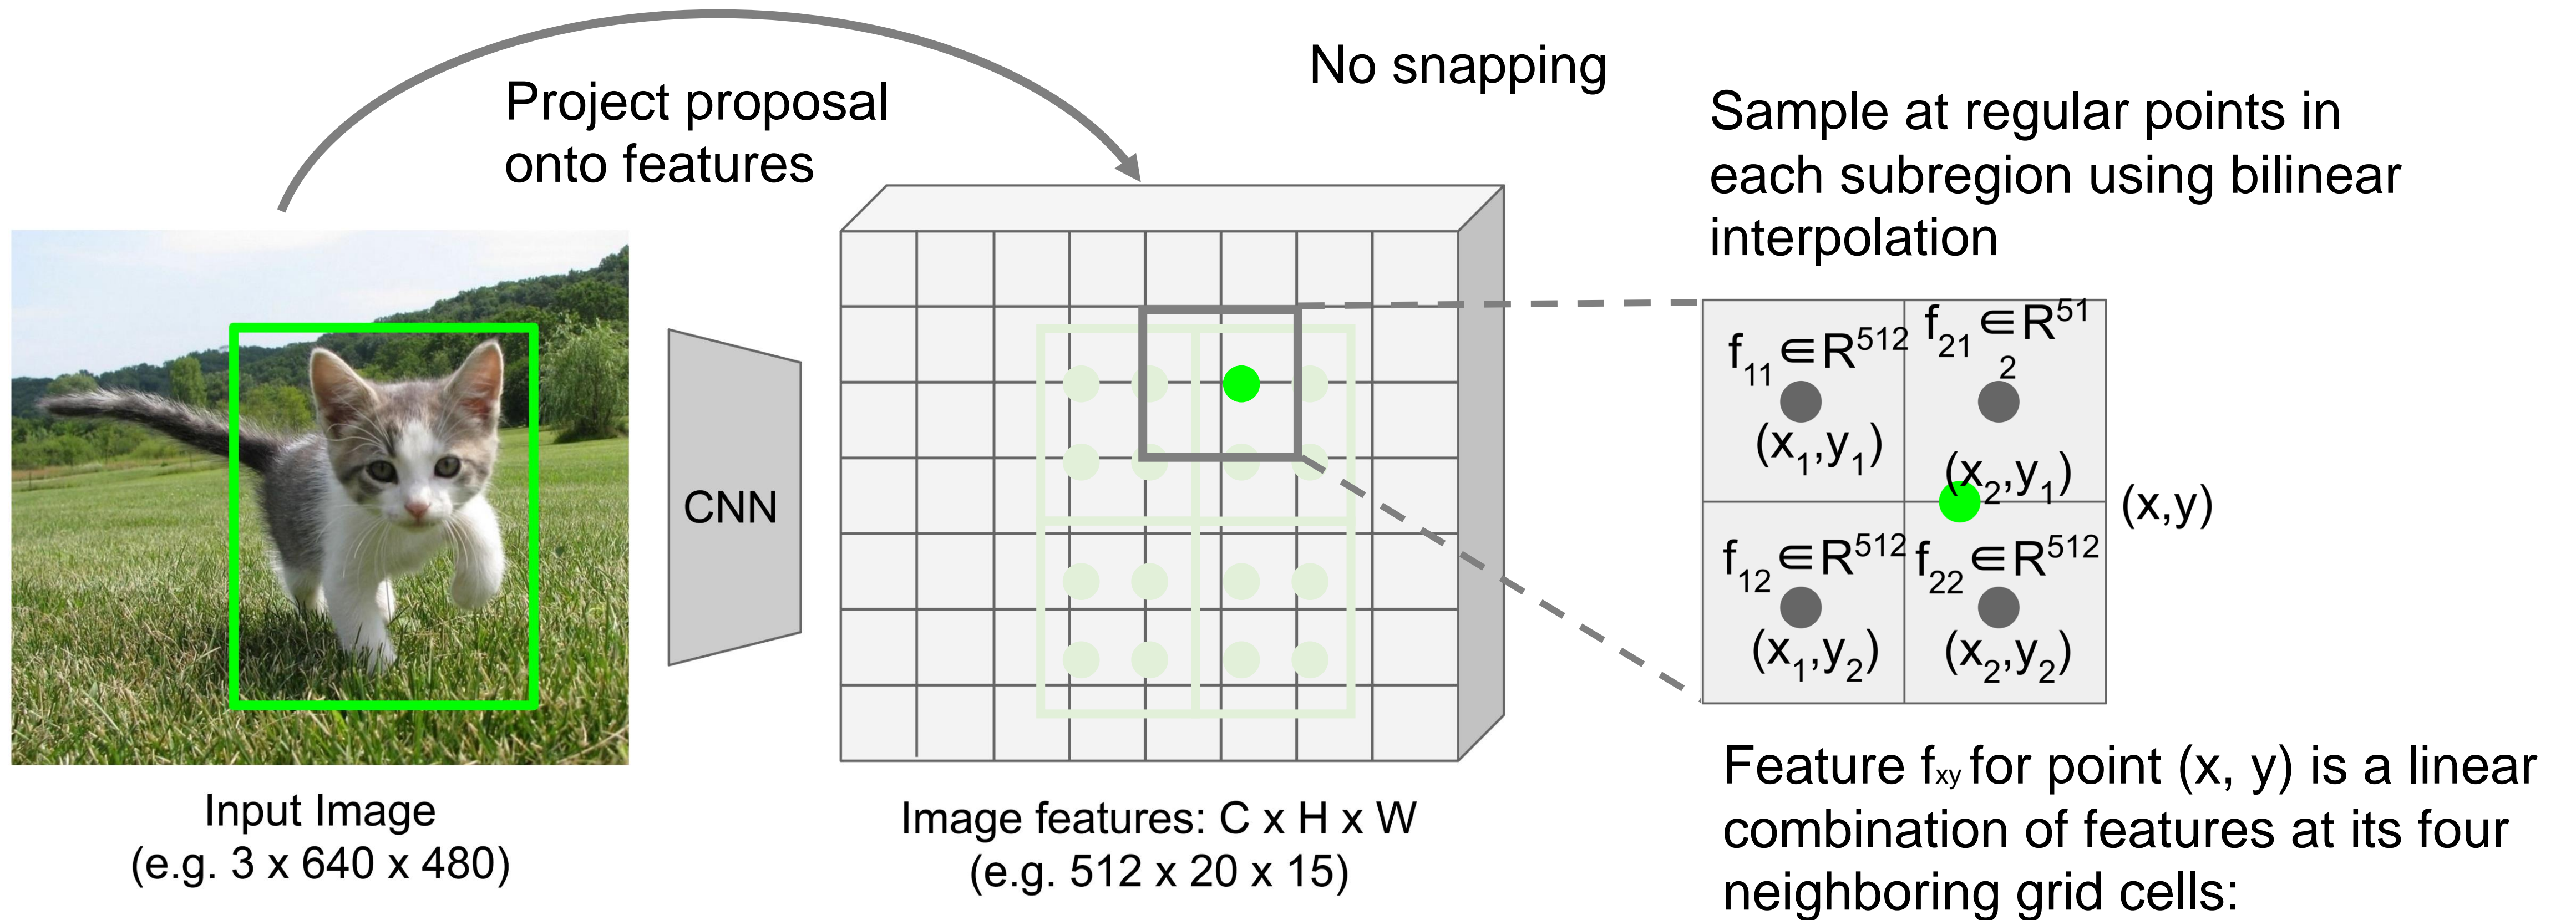 Project proposal
onto features
No snapping
Sample at regular points in
each subregion using bilinear
interpolation
CNN
f₁₁ ∈R⁵¹²
f₂₁ ∈R⁵¹
2
(x₁,y₁)
(x₂,y₁)
(x,y)
f₁₂ ∈R⁵¹²
f₂₂ ∈R⁵¹²
(x₁,y₂)
(x₂,y₂)
Input Image
(e.g. 3 x 640 x 480)
Image features: C x H x W
(e.g. 512 x 20 x 15)
Feature fxy for point (x, y) is a linear
combination of features at its four
neighboring grid cells: